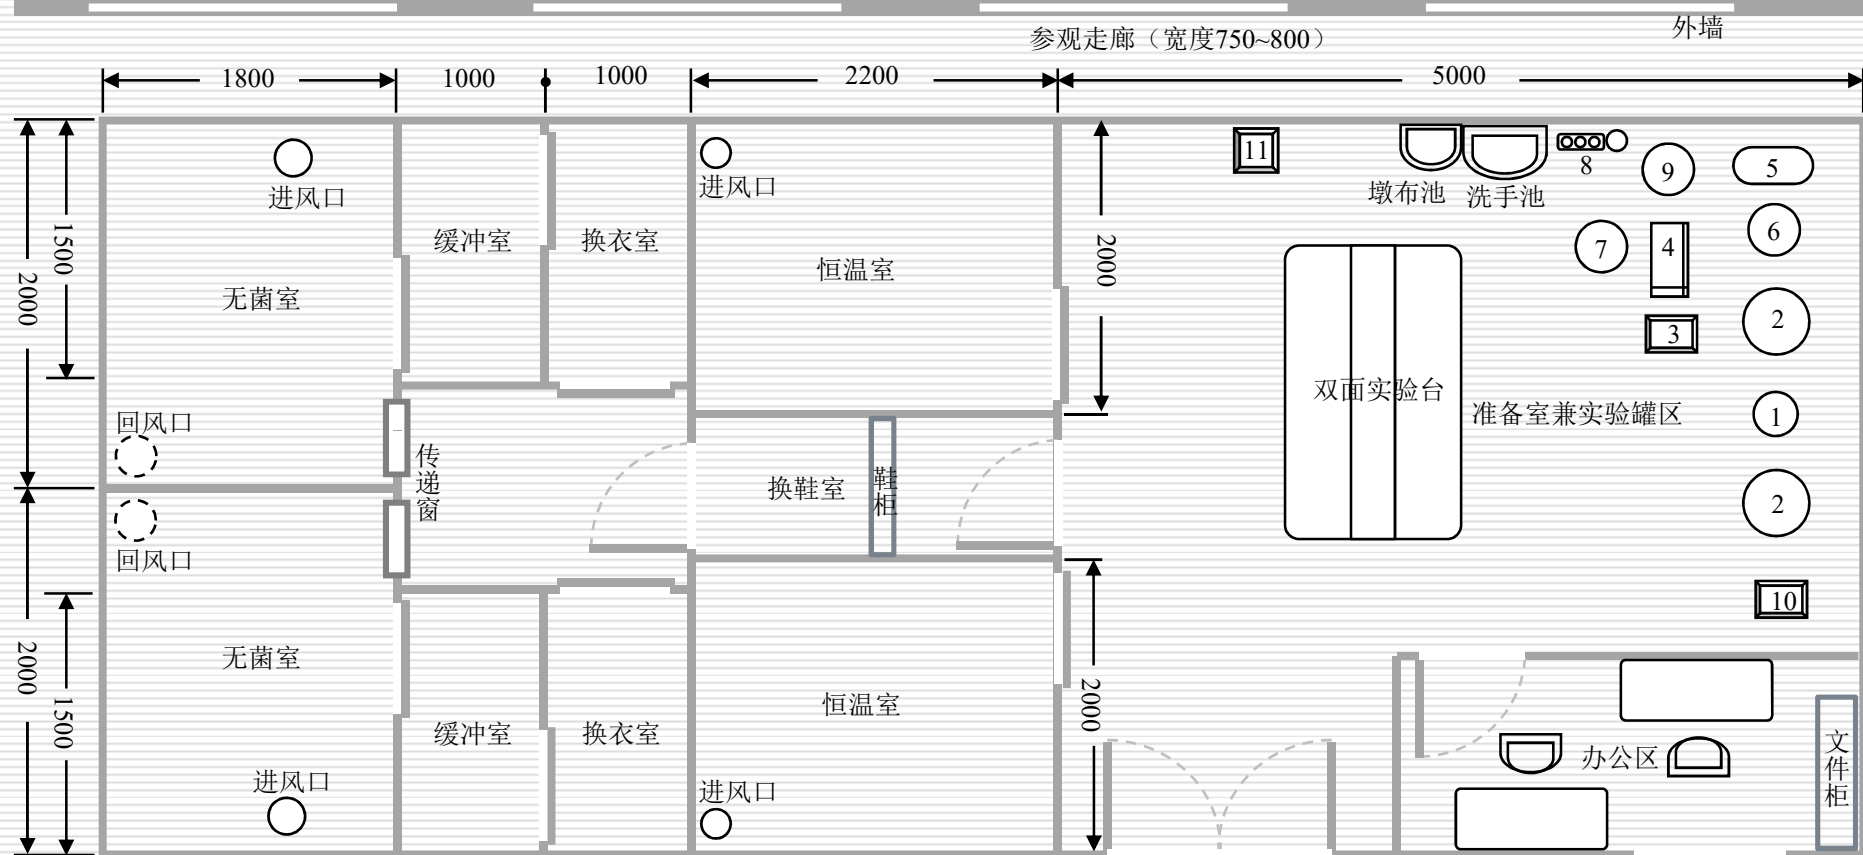 外墙
参观走廊（宽度750~800）
1800
1000
1000
2200
5000
11
8
9
5
墩布池
洗手池
进风口
进风口
1500
2000
缓冲室
换衣室
2000
7
4
6
恒温室
无菌室
2
3
双面实验台
准备室兼实验罐区
1
回风口
传递窗
换鞋室
鞋柜
2
回风口
10
2000
1500
无菌室
2000
恒温室
缓冲室
换衣室
办公区
文件柜
进风口
进风口